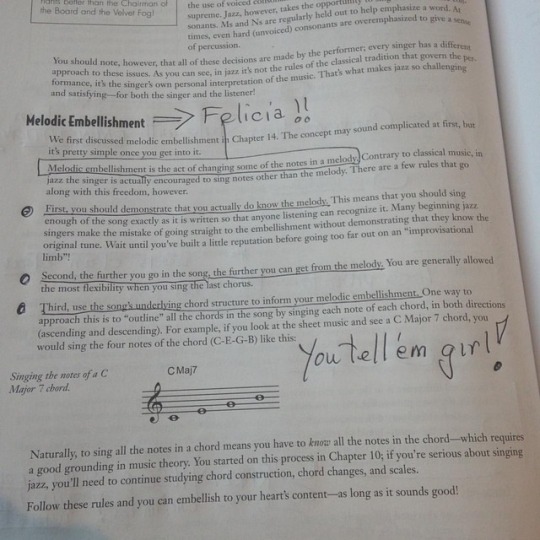 hams better than the Chairman of
the Board and the Velvet Fog!
the use of voiced
supreme. Jazz, however, takes the opportunity to
sonants. Ms and Ns are regularly held out to help emphasize a word. At
times, even hard (unvoiced) consonants are overemphasized to give a sense
of percussion.
You should note, however, that all of these decisions are made by the performer; every singer has a different
approach to these issues. As you can see, in jazz it's not the rules of the classical tradition that govern the per-
formance, it's the singer's own personal interpretation of the music. That's what makes jazz so challenging
and satisfying—for both the singer and the listener!
Melodic Embellishment ⇒ Felicia!!
We first discussed melodic embellishment in Chapter 14. The concept may sound complicated at first, but
it's pretty simple once you get into it.
Melodic embellishment is the act of changing some of the notes in a melody. Contrary to classical music, in
jazz the singer is actually encouraged to sing notes other than the melody. There are a few rules that go
along with this freedom, however.
First, you should demonstrate that you actually do know the melody. This means that you should sing
enough of the song exactly as it is written so that anyone listening can recognize it. Many beginning jazz
singers make the mistake of going straight to the embellishment without demonstrating that they know the
original tune. Wait until you've built a little reputation before going too far out on an "improvisational
limb"!
Second, the further you go in the song, the further you can get from the melody. You are generally allowed
the most flexibility when you sing the last chorus.
Third, use the song's underlying chord structure to inform your melodic embellishment. One way to
approach this is to "outline" all the chords in the song by singing each note of each chord, in both directions
(ascending and descending). For example, if you look at the sheet music and see a C Major 7 chord, you
would sing the four notes of the chord (C-E-G-B) like this:
You tell'em girl!
Singing the notes of a C
Major 7 chord.
CMaj7
Naturally, to sing all the notes in a chord means you have to know all the notes in the chord—which requires
a good grounding in music theory. You started on this process in Chapter 10; if you're serious about singing
jazz, you'll need to continue studying chord construction, chord changes, and scales.
Follow these rules and you can embellish to your heart's content—as long as it sounds good!